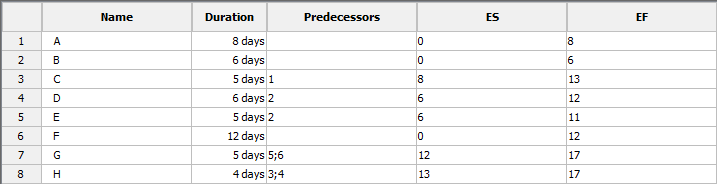 Name Duration Predecessors ES EF
1 A 8 days 0 8
2 B 6 days 0 6
3 C 5 days 1 8 13
4 D 6 days 2 6 12
5 E 5 days 2 6 11
6 F 12 days 0 12
7 G 5 days 5;6 12 17
8 H 4 days 3;4 13 17